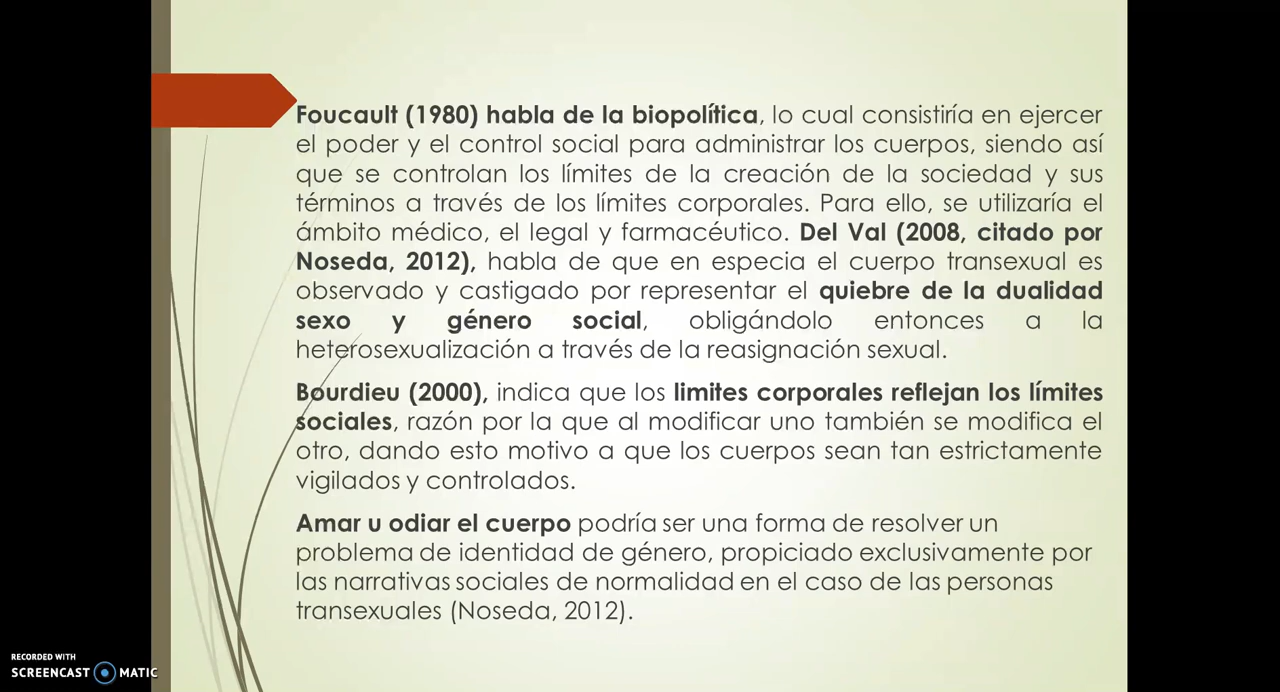 Foucault (1980) habla de la biopolítica, lo cual consistiría en ejercer
el poder y el control social para administrar los cuerpos, siendo así
que se controlan los límites de la creación de la sociedad y sus
términos a través de los límites corporales. Para ello, se utilizaría el
ámbito médico, el legal y farmacéutico. Del Val (2008, citado por
Noseda, 2012), habla de que en especia el cuerpo transexual es
observado y castigado por representar el quiebre de la dualidad
sexo y género social, obligándolo entonces a la
heterosexualización a través de la reasignación sexual.
Bourdieu (2000), indica que los limites corporales reflejan los límites
sociales, razón por la que al modificar uno también se modifica el
otro, dando esto motivo a que los cuerpos sean tan estrictamente
vigilados y controlados.
Amar u odiar el cuerpo podría ser una forma de resolver un
problema de identidad de género, propiciado exclusivamente por
las narrativas sociales de normalidad en el caso de las personas
transexuales (Noseda, 2012).
RECORDED WITH
SCREENCAST MATIC